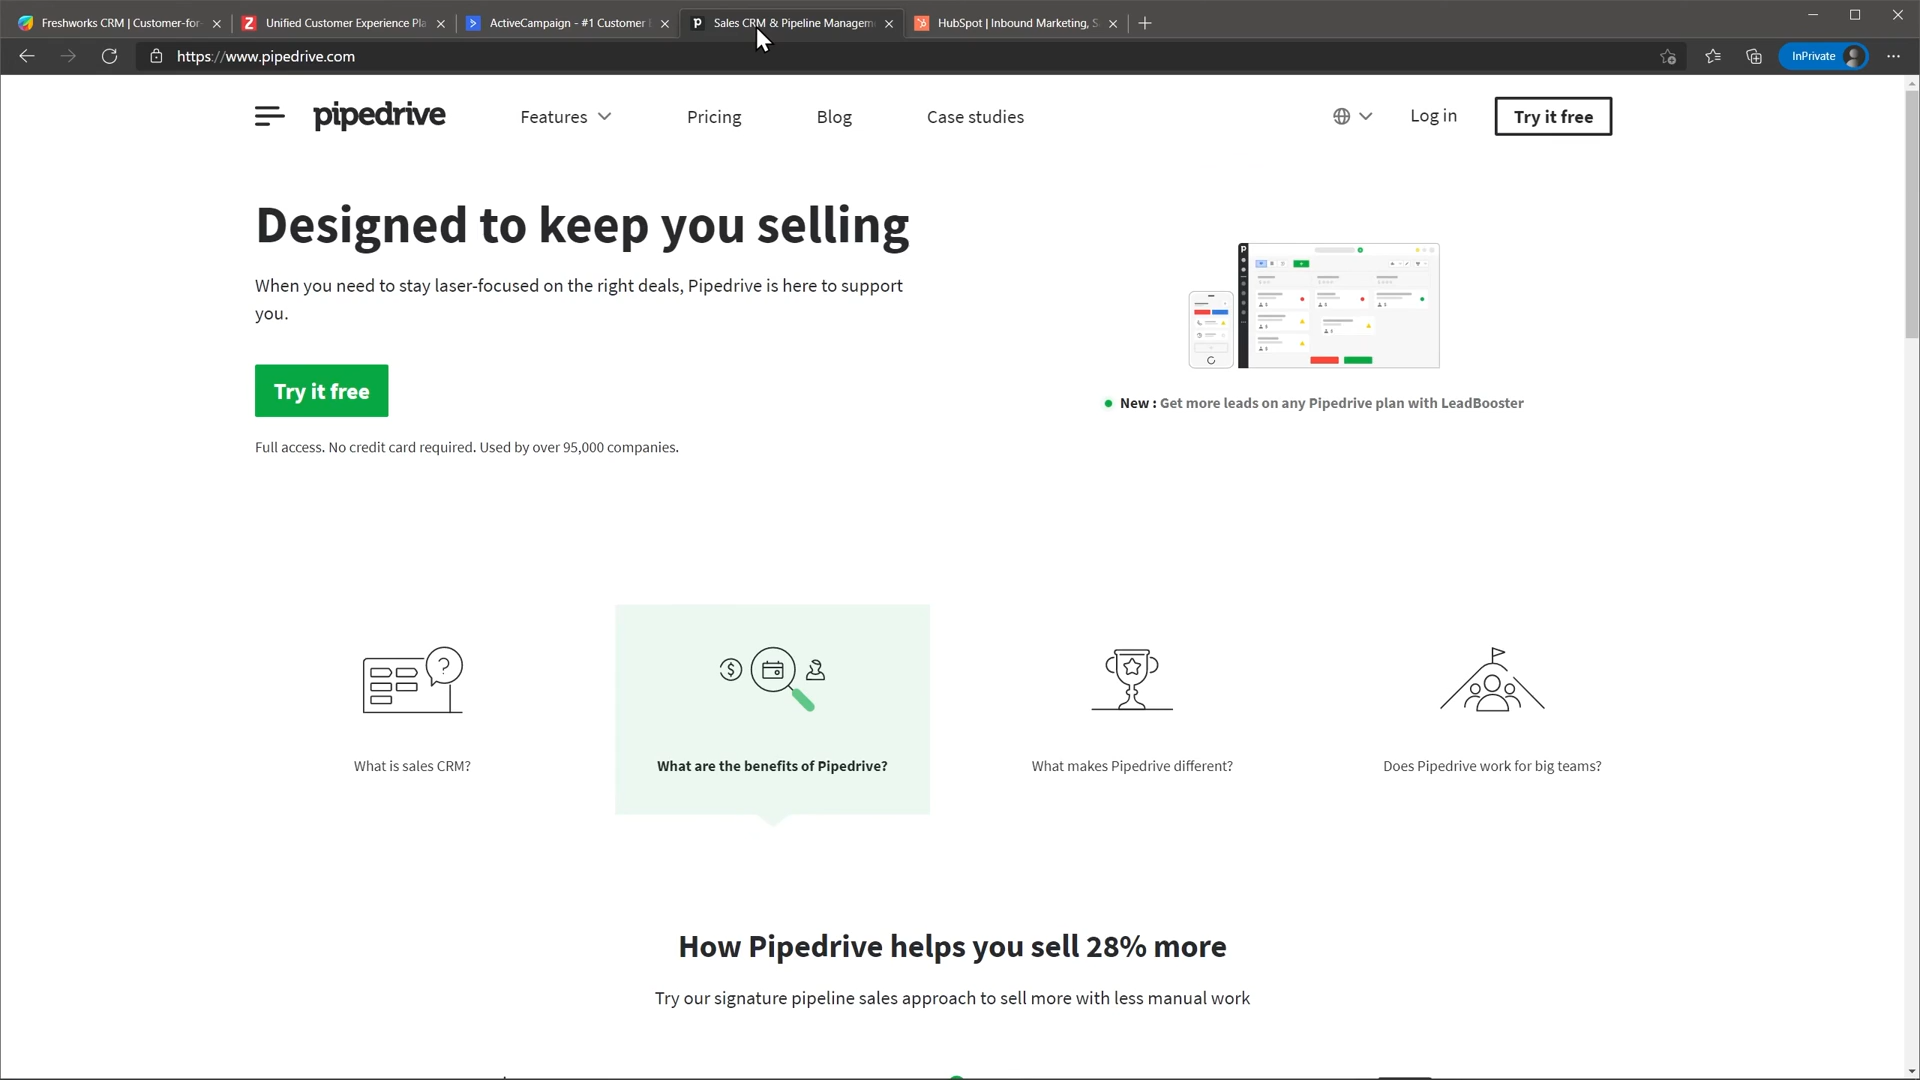 Freshworks CRM | Customer-for-
Unified Customer Experience Pla
ActiveCampaign - #1 Customer E
Sales CRM & Pipeline Managem
HubSpot | Inbound Marketing, S
https://www.pipedrive.com
InPrivate
pipedrive
Features
Pricing
Blog
Case studies
Log in
Try it free
Designed to keep you selling
When you need to stay laser-focused on the right deals, Pipedrive is here to support
you.
Try it free
Full access. No credit card required. Used by over 95,000 companies.
New : Get more leads on any Pipedrive plan with LeadBooster
What is sales CRM?
What are the benefits of Pipedrive?
What makes Pipedrive different?
Does Pipedrive work for big teams?
How Pipedrive helps you sell 28% more
Try our signature pipeline sales approach to sell more with less manual work